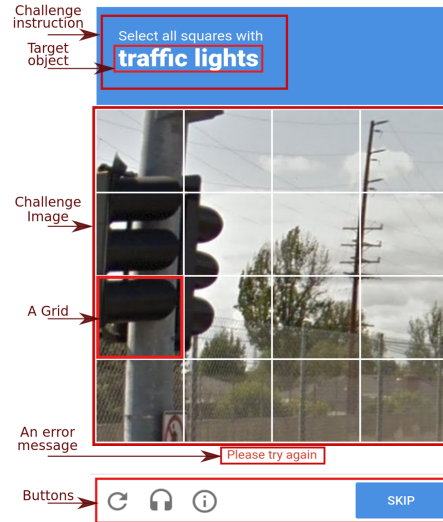 Challenge
instruction
Select all squares with
Target
object
traffic lights
Challenge
Image
A Grid
An error
message
Please try again
Buttons
SKIP